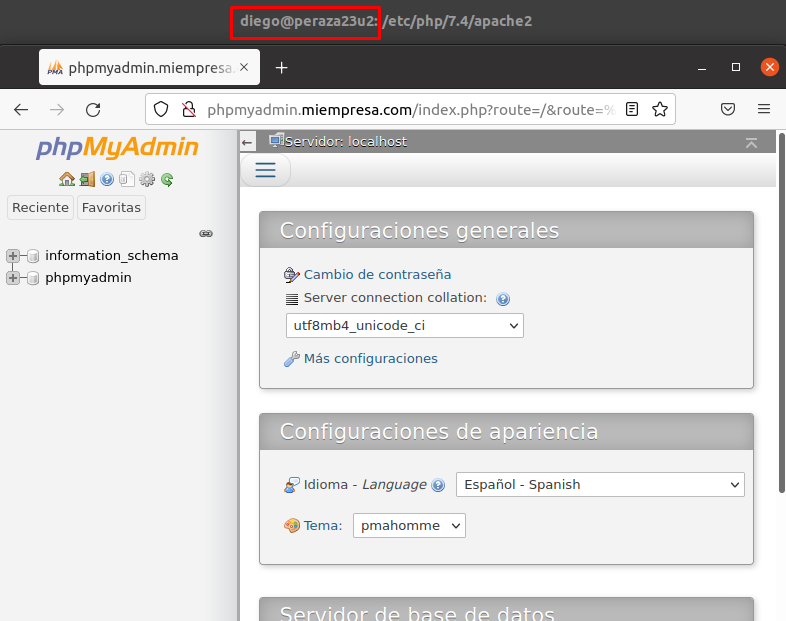 diego@peraza23u2: /etc/php/7.4/apache2
phpmyadmin.miempresa.
phpmyadmin.miempresa.com/index.php?route=/&route=%
phpMyAdmin
Reciente Favoritas
information_schema
phpmyadmin
Servidor: localhost
Configuraciones generales
Cambio de contraseña
Server connection collation:
utf8mb4_unicode_ci
Más configuraciones
Configuraciones de apariencia
Idioma - Language Español - Spanish
Tema: pmahomme
Servidor de base de datos